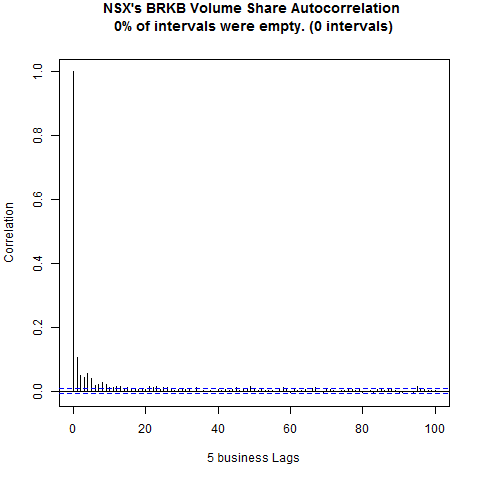 NSX's BRKB Volume Share Autocorrelation
0% of intervals were empty. (0 intervals)
1.0
0.8
0.6
0.4
0.2
0.0
Correlation
0 20 40 60 80 100
5 business Lags